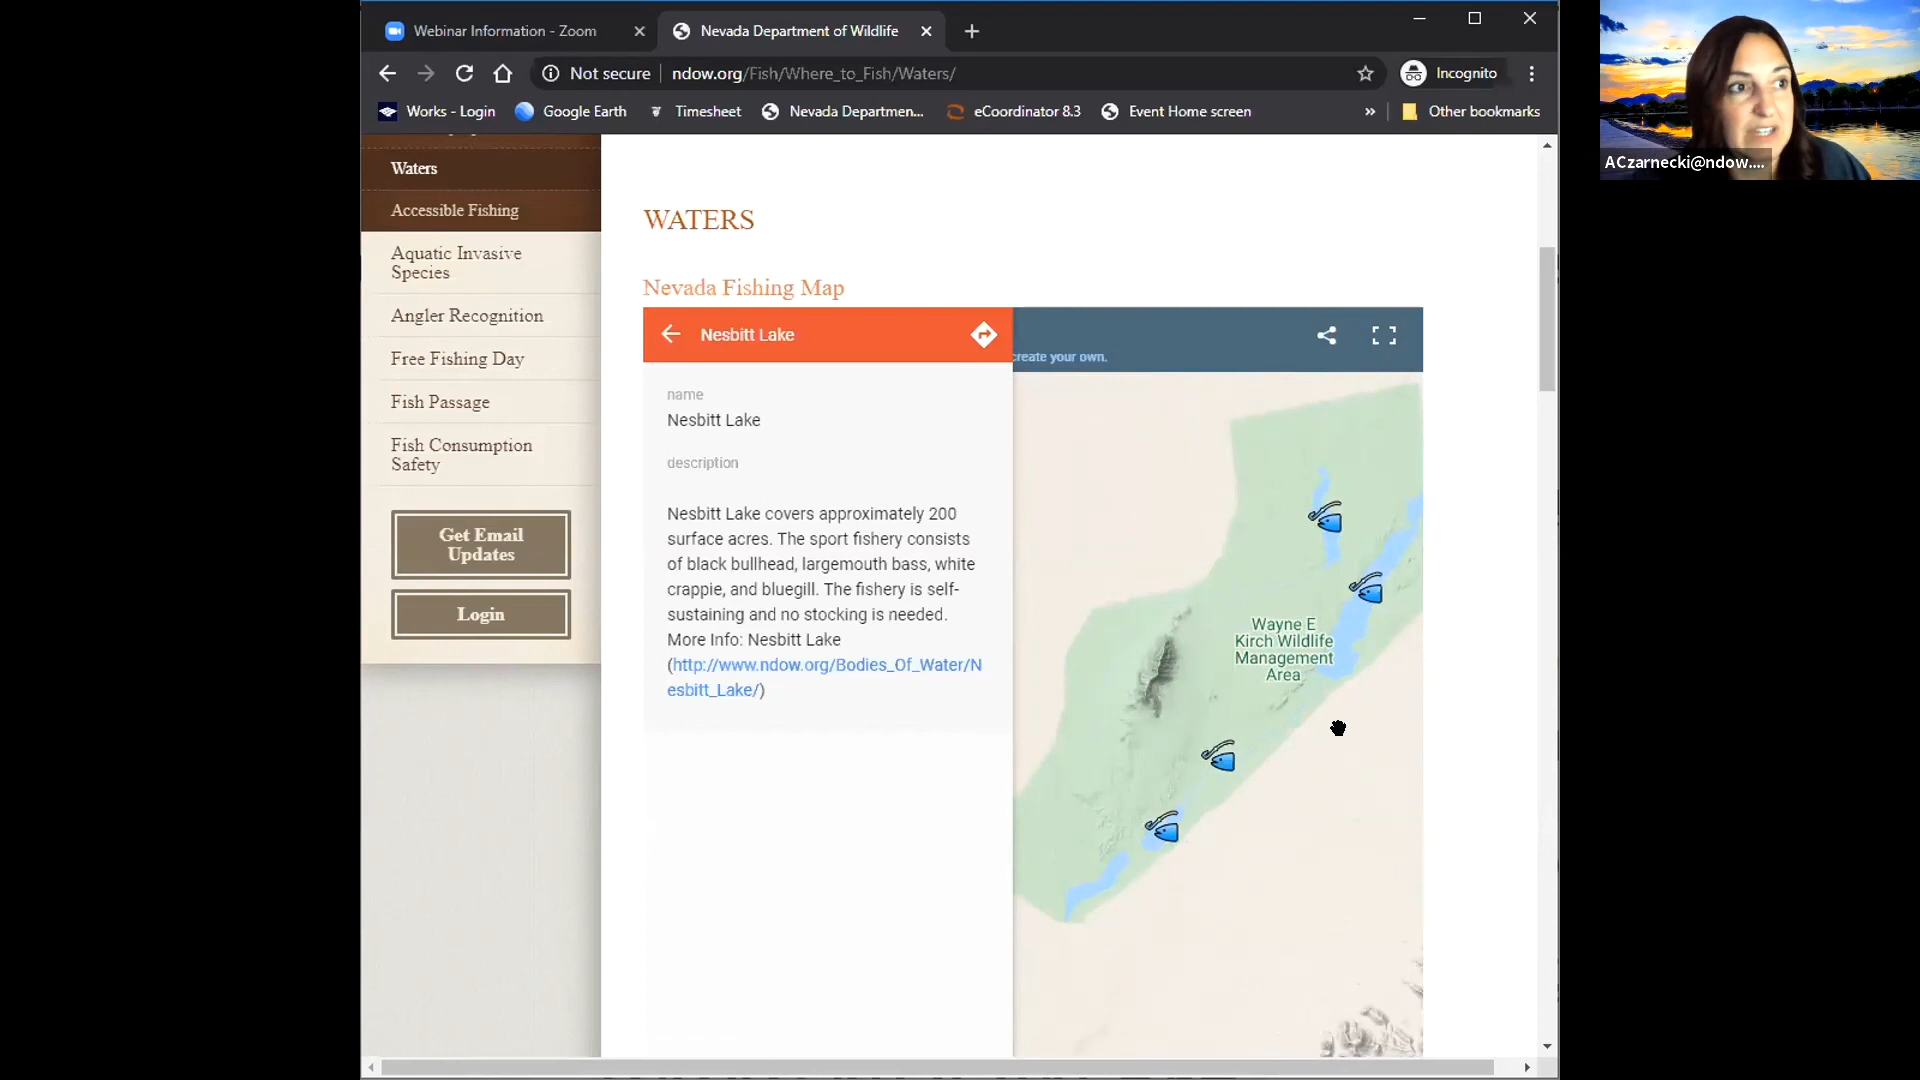 Webinar Information - Zoom
Nevada Department of Wildlife
Not secure
ndow.org/Fish/Where_to_Fish/Waters/
Incognito
Works - Login
Google Earth
Timesheet
Nevada Departmen...
eCoordinator 8.3
Event Home screen
»
Other bookmarks
Waters
Accessible Fishing
Aquatic Invasive
Species
Angler Recognition
Free Fishing Day
Fish Passage
Fish Consumption
Safety
Get Email
Updates
Login
WATERS
Nevada Fishing Map
Nesbitt Lake
create your own.
name
Nesbitt Lake
description
Nesbitt Lake covers approximately 200
surface acres. The sport fishery consists
of black bullhead, largemouth bass, white
crappie, and bluegill. The fishery is self-
sustaining and no stocking is needed.
More Info: Nesbitt Lake
(http://www.ndow.org/Bodies_Of_Water/N
esbitt_Lake/)
Wayne E
Kirch Wildlife
Management
Area
ACzarnecki@ndow....